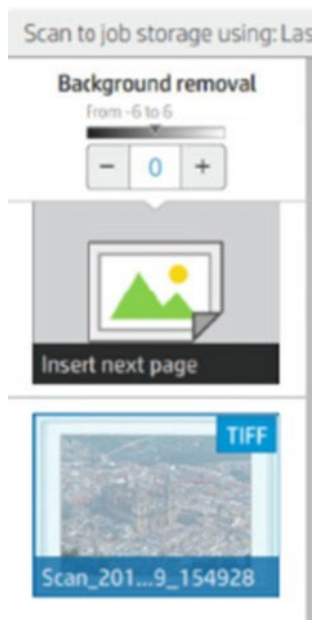 Scan to job storage using: Las
Background removal
From -6 to 6
− 0 +
Insert next page
TIFF
Scan_201...9_154928